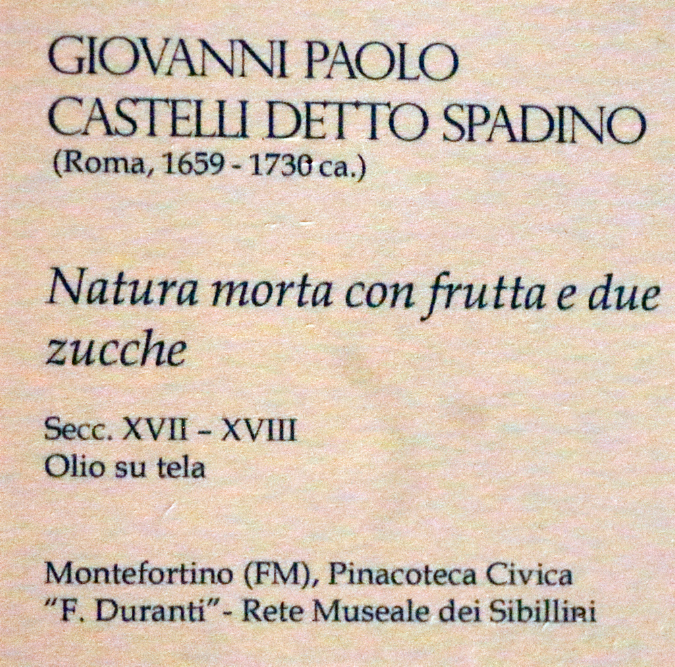 GIOVANNI PAOLO
CASTELLI DETTO SPADINO
(Roma, 1659 - 1730 ca.)
Natura morta con frutta e due
zucche
Secc. XVII – XVIII
Olio su tela
Montefortino (FM), Pinacoteca Civica
“F. Duranti”- Rete Museale dei Sibillini